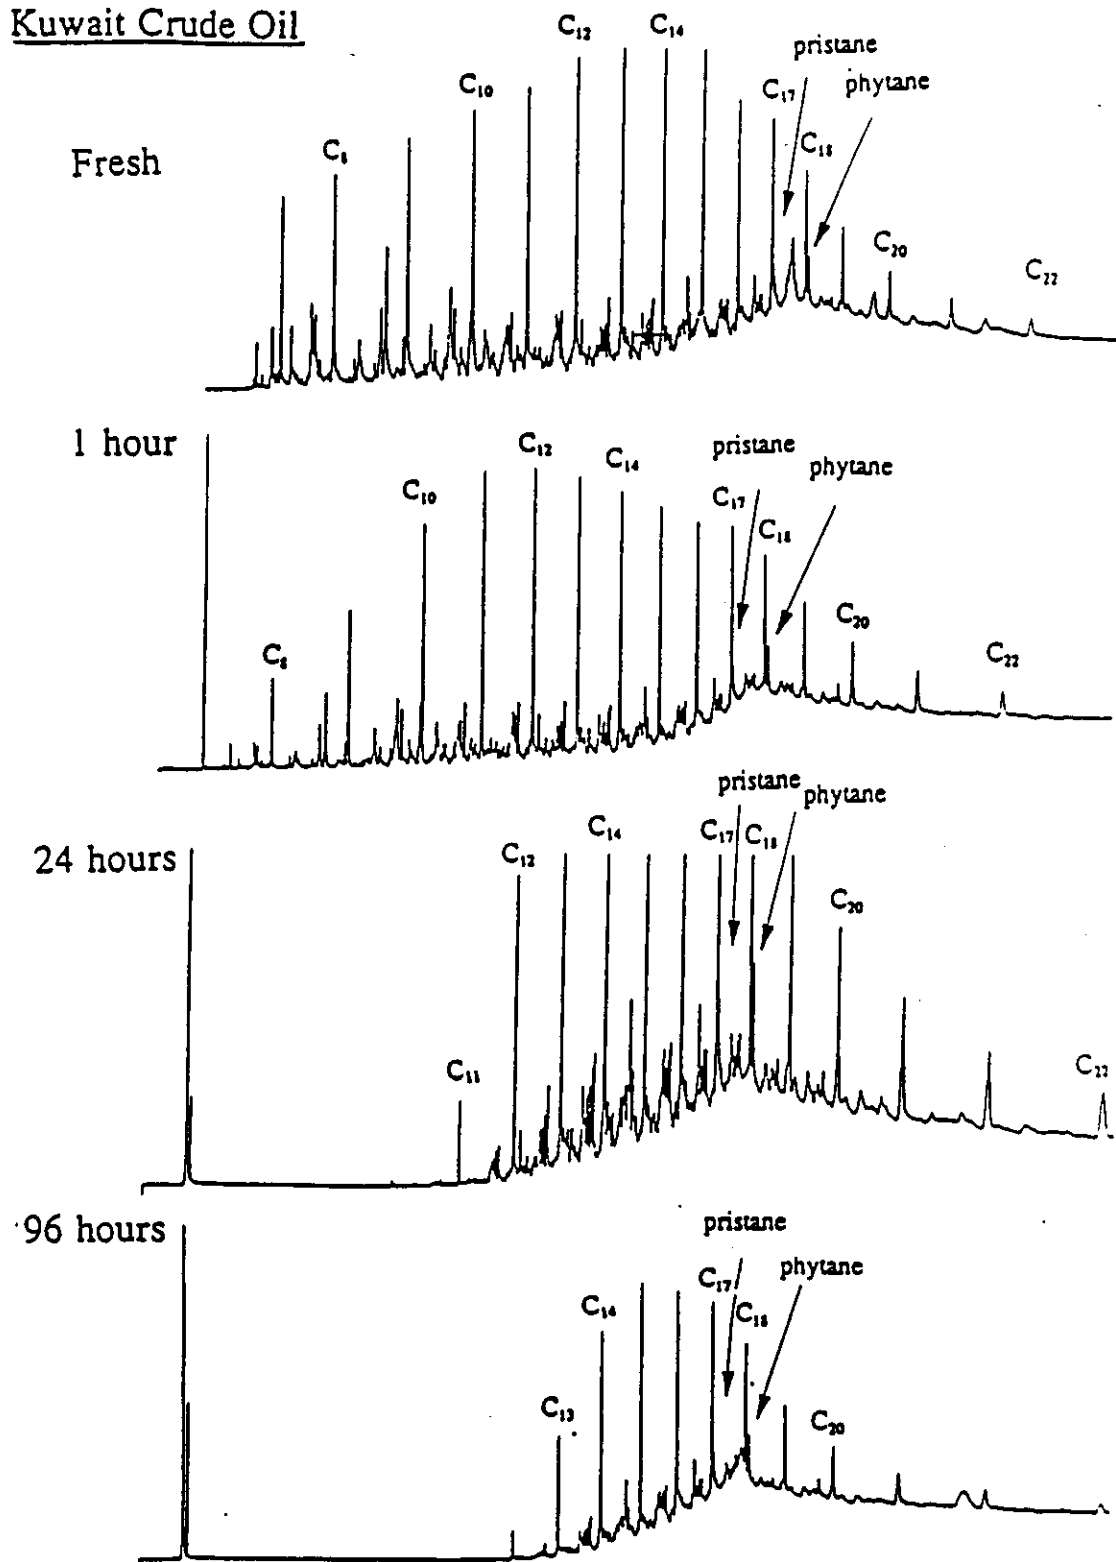 Kuwait Crude Oil
Fresh
C₈
C₁₀
C₁₂
C₁₄
C₁₇
pristane
phytane
C₁₈
C₂₀
C₂₂
1 hour
C₈
C₁₀
C₁₂
C₁₄
C₁₇
pristane
phytane
C₁₈
C₂₀
C₂₂
24 hours
C₁₁
C₁₂
C₁₄
C₁₇
pristane
phytane
C₁₈
C₂₀
C₂₂
96 hours
C₁₃
C₁₄
C₁₇
pristane
phytane
C₁₈
C₂₀